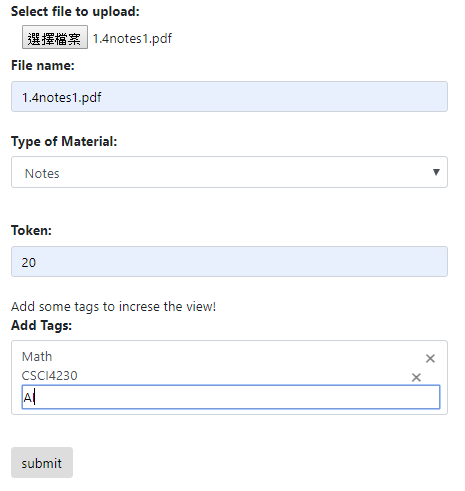 Select file to upload:
選擇檔案 1.4notes1.pdf
File name:
1.4notes1.pdf
Type of Material:
Notes
Token:
20
Add some tags to increse the view!
Add Tags:
Math
CSCI4230
Al
submit